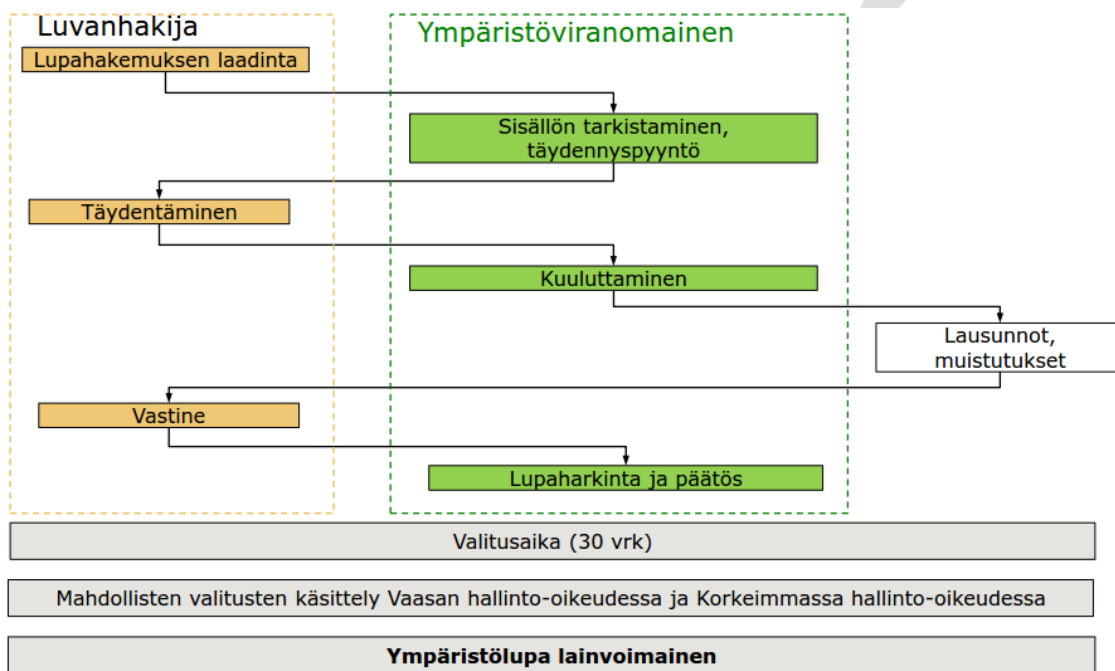 Luvanhakija
Ympäristöviranomainen
Lupahakemuksen laadinta
Sisällön tarkistaminen,
täydennyspyyntö
Täydentäminen
Kuuluttaminen
Lausunnot,
muistutukset
Vastine
Lupaharkinta ja päätös
Valitusaika (30 vrk)
Mahdollisten valitusten käsittely Vaasan hallinto-oikeudessa ja Korkeimmassa hallinto-oikeudessa
Ympäristölupa lainvoimainen